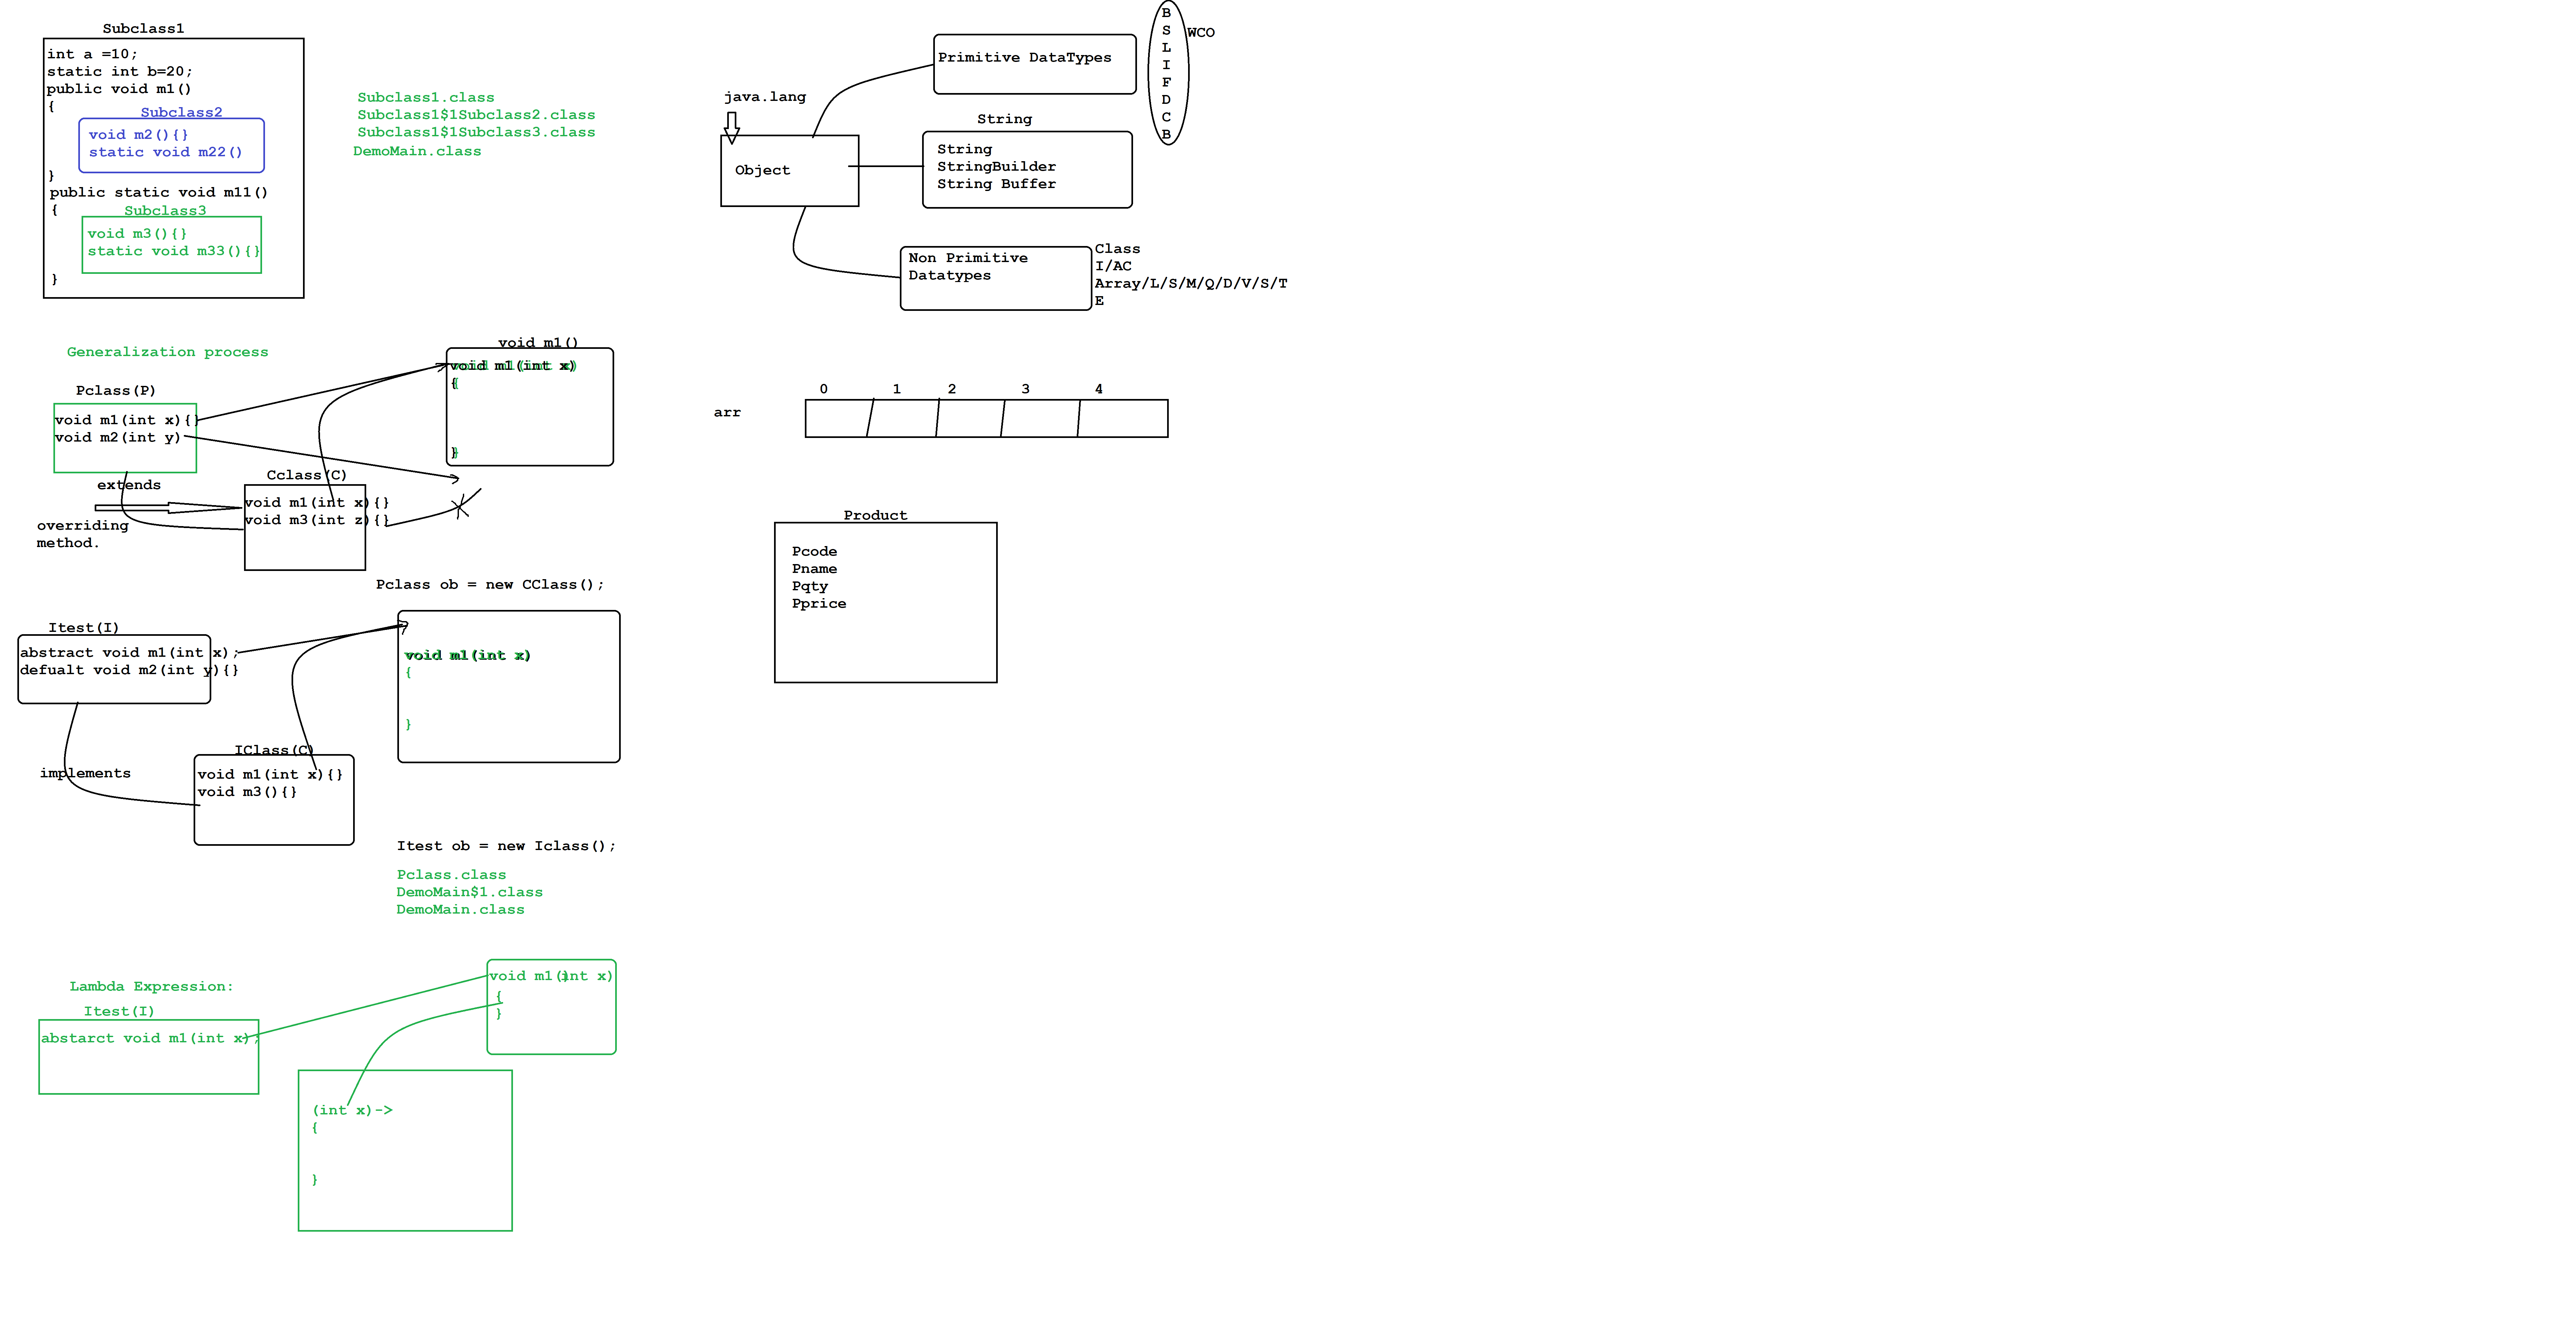 Subclass1
int a =10;
static int b=20;
public void m1()
{
Subclass2
void m2(){}
static void m22()
}
public static void m11()
{
Subclass3
void m3(){}
static void m33(){}
}
Subclass1.class
Subclass1$1Subclass2.class
Subclass1$1Subclass3.class
DemoMain.class
Generalization process
Pclass(P)
void m1(int x){}
void m2(int y)
extends
overriding
method.
Cclass(C)
void m1(int x){}
void m3(int z){}
void m1()
void m1(int x)
{
}
Pclass ob = new CClass();
Itest(I)
abstract void m1(int x);
defualt void m2(int y){}
implements
IClass(C)
void m1(int x){}
void m3(){}
void m1(int x)
{
}
Itest ob = new Iclass();
Pclass.class
DemoMain$1.class
DemoMain.class
Lambda Expression:
Itest(I)
abstarct void m1(int x);
void m1(int x)
{
}
(int x)->
{
}
java.lang
Object
Primitive DataTypes
B
S
L
I
F
D
C
B
WCO
String
String
StringBuilder
String Buffer
Non Primitive
Datatypes
Class
I/AC
Array/L/S/M/Q/D/V/S/T
E
0 1 2 3 4
arr
Product
Pcode
Pname
Pqty
Pprice